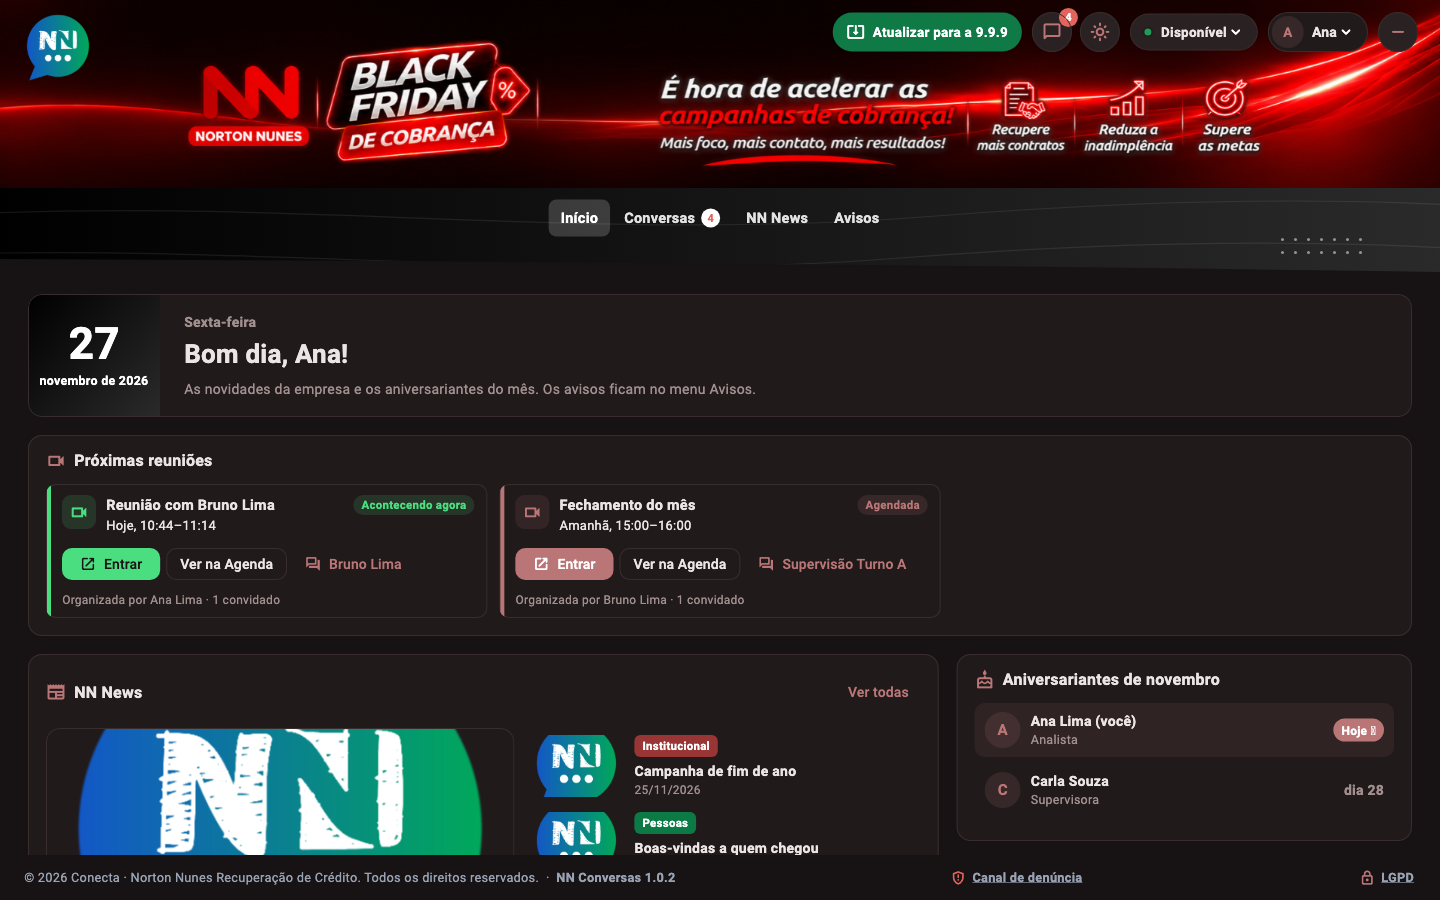 NN
Atualizar para a 9.9.9
4
Disponível
A
Ana
NN
NORTON NUNES
BLACK
FRIDAY
%
DE COBRANÇA
É hora de acelerar as
campanhas de cobrança!
Mais foco, mais contato, mais resultados!
Recupere
mais contratos
Reduza a
inadimplência
Supere
as metas
Início
Conversas 4
NN News
Avisos
27
novembro de 2026
Sexta-feira
Bom dia, Ana!
As novidades da empresa e os aniversariantes do mês. Os avisos ficam no menu Avisos.
Próximas reuniões
Reunião com Bruno Lima
Acontecendo agora
Hoje, 10:44–11:14
Entrar
Ver na Agenda
Bruno Lima
Organizada por Ana Lima · 1 convidado
Fechamento do mês
Agendada
Amanhã, 15:00–16:00
Entrar
Ver na Agenda
Supervisão Turno A
Organizada por Bruno Lima · 1 convidado
NN News
Ver todas
NN
NN
Institucional
Campanha de fim de ano
25/11/2026
NN
Pessoas
Boas-vindas a quem chegou
Aniversariantes de novembro
A
Ana Lima (você)
Analista
Hoje
C
Carla Souza
Supervisora
dia 28
© 2026 Conecta · Norton Nunes Recuperação de Crédito. Todos os direitos reservados. · NN Conversas 1.0.2
Canal de denúncia
LGPD